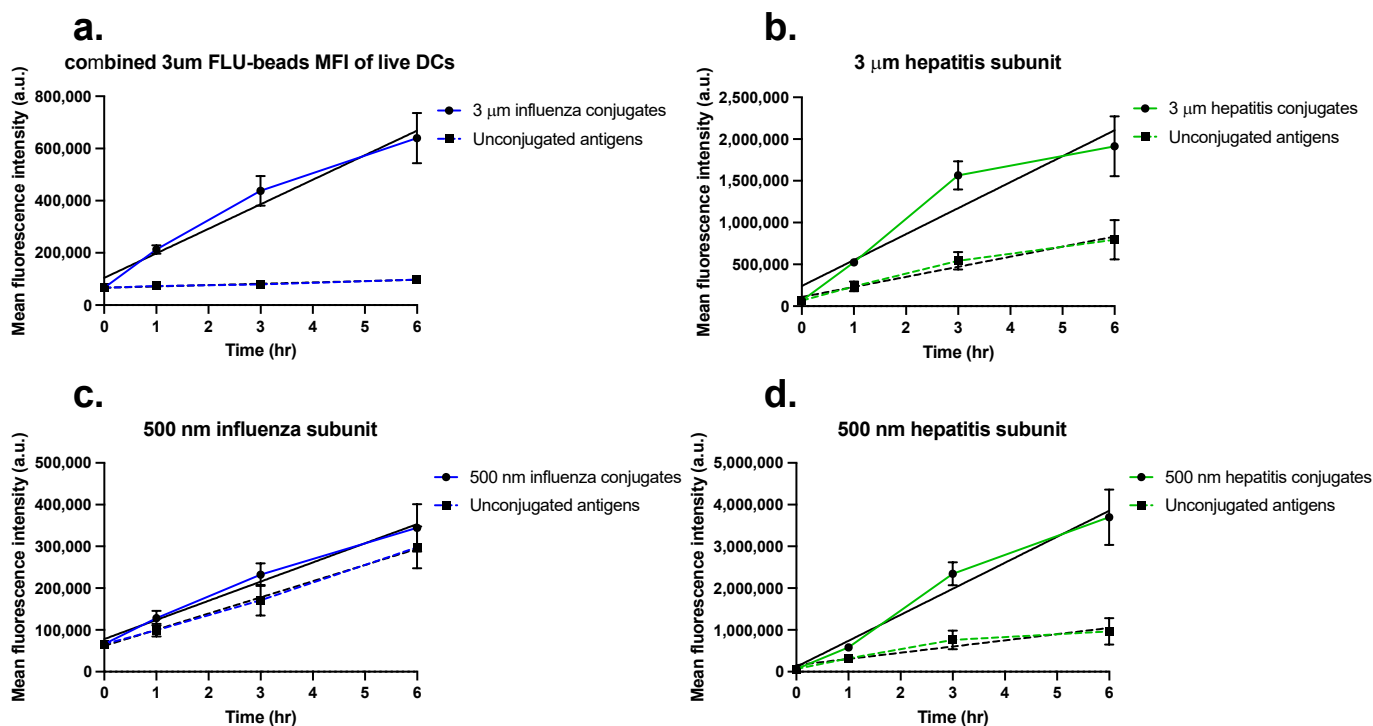 a.
combined 3um FLU-beads MFI of live DCs
Mean fluorescence intensity (a.u.)
800,000
600,000
400,000
200,000
0
0 1 2 3 4 5 6
Time (hr)
3 μm influenza conjugates
Unconjugated antigens
b.
3 μm hepatitis subunit
Mean fluorescence intensity (a.u.)
2,500,000
2,000,000
1,500,000
1,000,000
500,000
0
0 1 2 3 4 5 6
Time (hr)
3 μm hepatitis conjugates
Unconjugated antigens
c.
500 nm influenza subunit
Mean fluorescence intensity (a.u.)
500,000
400,000
300,000
200,000
100,000
0
0 1 2 3 4 5 6
Time (hr)
500 nm influenza conjugates
Unconjugated antigens
d.
500 nm hepatitis subunit
Mean fluorescence intensity (a.u.)
5,000,000
4,000,000
3,000,000
2,000,000
1,000,000
0
0 1 2 3 4 5 6
Time (hr)
500 nm hepatitis conjugates
Unconjugated antigens